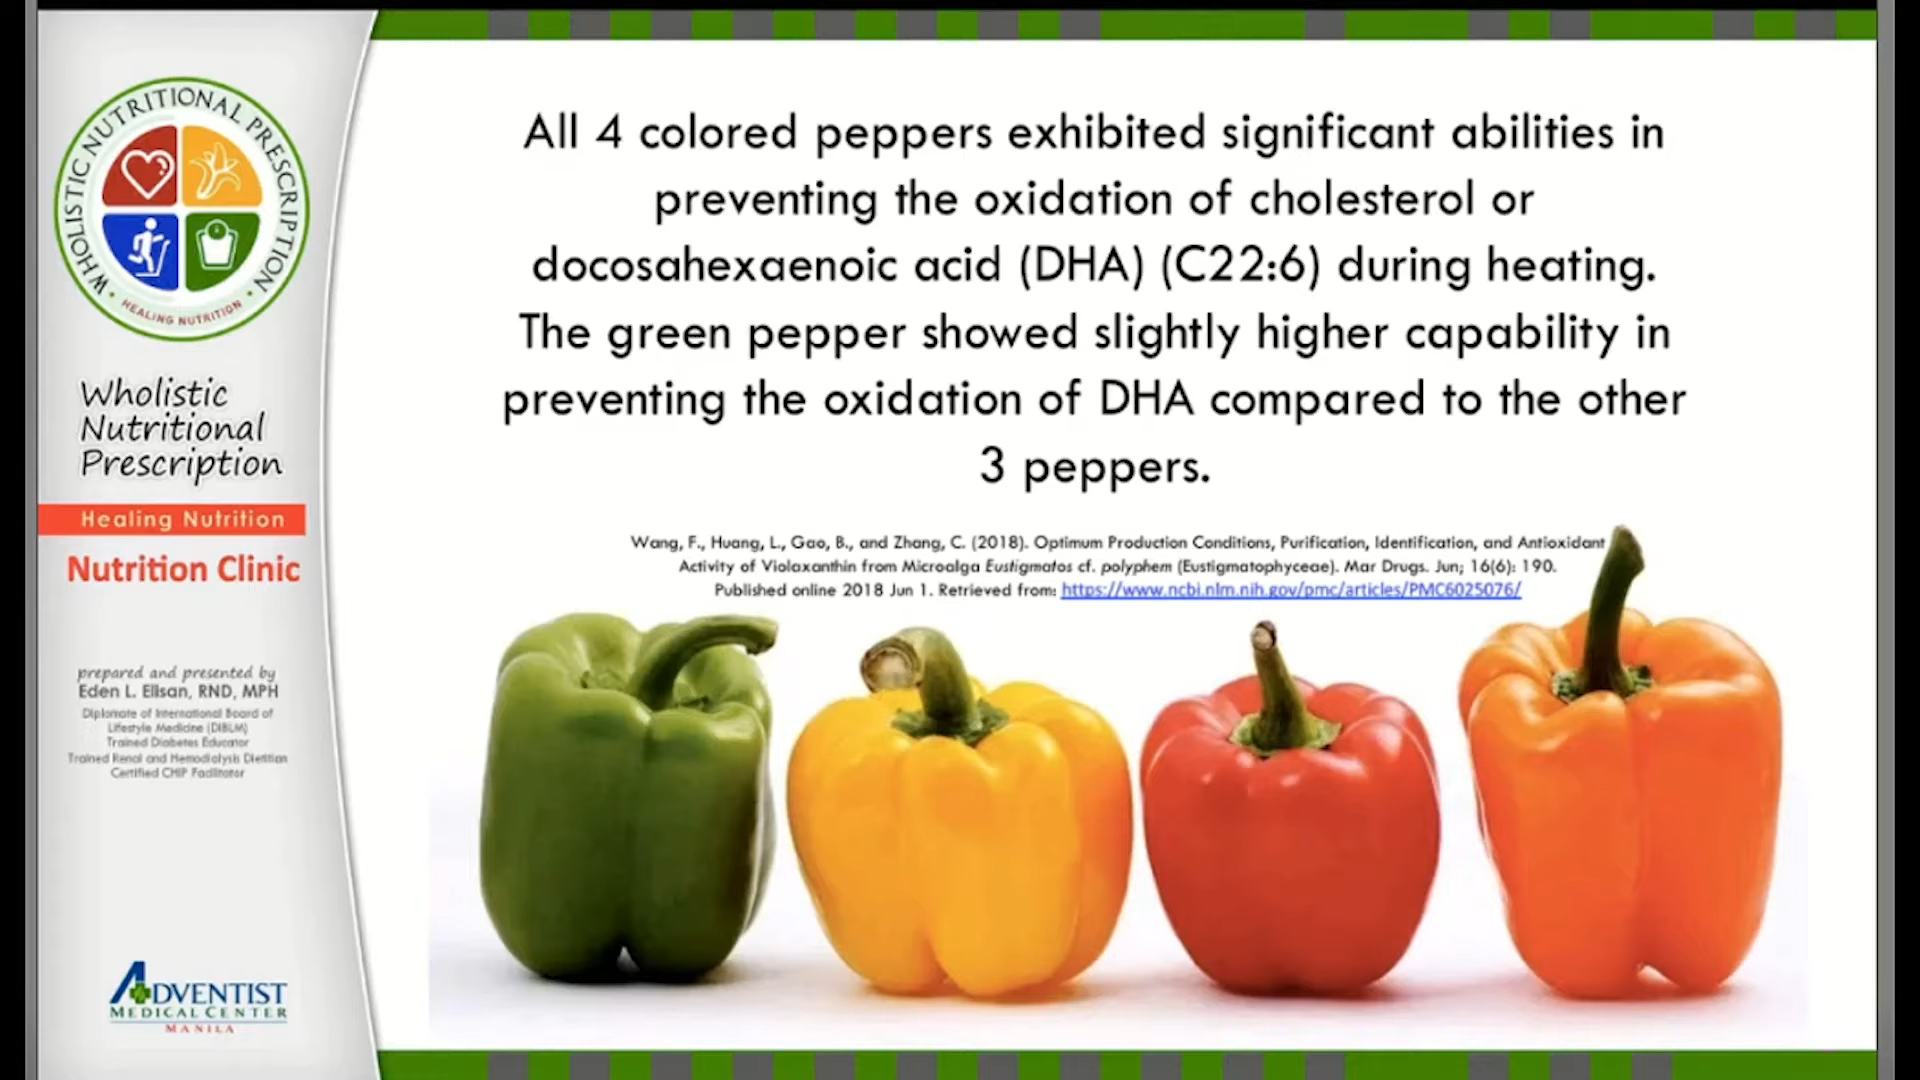 WHOLISTIC NUTRITIONAL PRESCRIPTION
• HEALING NUTRITION •
Wholistic
Nutritional
Prescription
Healing Nutrition
Nutrition Clinic
prepared and presented by
Eden L. Elisan, RND, MPH
Diplomate of International Board of
Lifestyle Medicine (DIBLM)
Trained Diabetes Educator
Trained Renal and Hemodialysis Dietitian
Certified CHIP Facilitator
ADVENTIST
MEDICAL CENTER
MANILA
All 4 colored peppers exhibited significant abilities in
preventing the oxidation of cholesterol or
docosahexaenoic acid (DHA) (C22:6) during heating.
The green pepper showed slightly higher capability in
preventing the oxidation of DHA compared to the other
3 peppers.
Wang, F., Huang, L., Gao, B., and Zhang, C. (2018). Optimum Production Conditions, Purification, Identification, and Antioxidant
Activity of Violaxanthin from Microalga Eustigmatos cf. polyphem (Eustigmatophyceae). Mar Drugs. Jun; 16(6): 190.
Published online 2018 Jun 1. Retrieved from: https://www.ncbi.nlm.nih.gov/pmc/articles/PMC6025076/